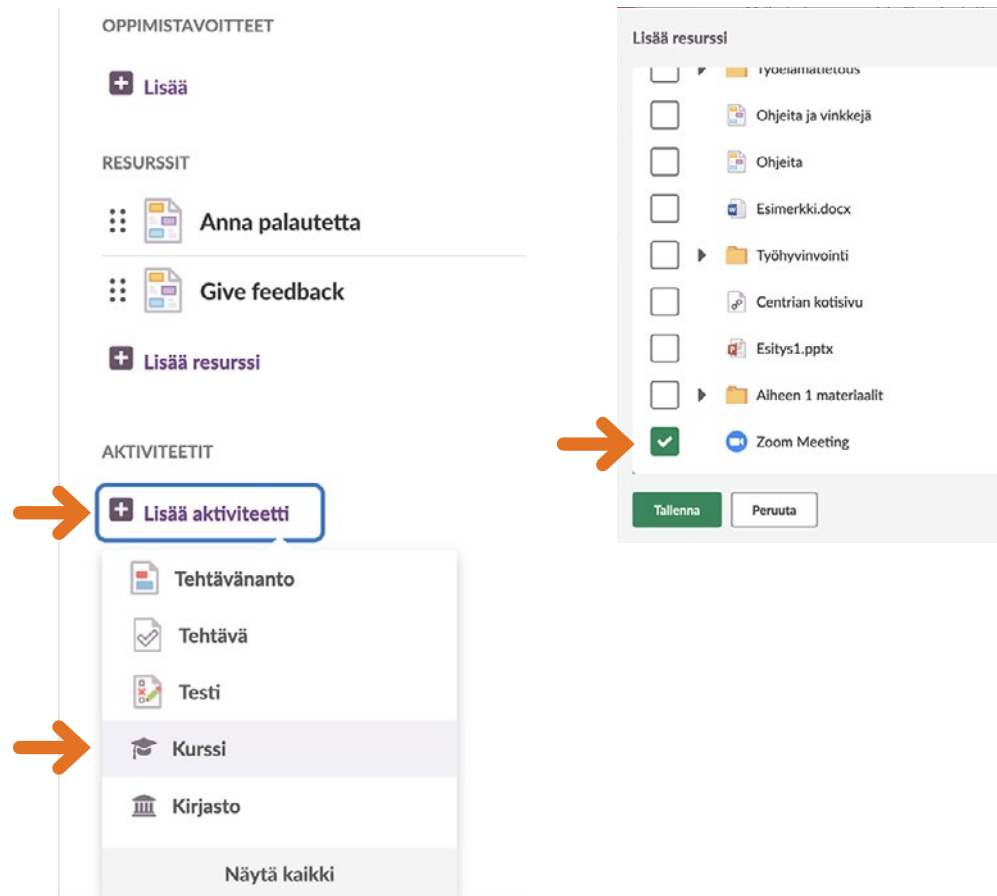 OPPIMISTAVOITTEET
Lisää
RESURSSIT
Anna palautetta
Give feedback
Lisää resurssi
AKTIVITEETIT
Lisää aktiviteetti
Tehtävänanto
Tehtävä
Testi
Kurssi
Kirjasto
Näytä kaikki
Lisää resurssi
Työelämätietous
Ohjeita ja vinkkejä
Ohjeita
Esimerkki.docx
Työhyvinvointi
Centrian kotisivu
Esitys1.pptx
Aiheen 1 materiaalit
Zoom Meeting
Tallenna
Peruuta